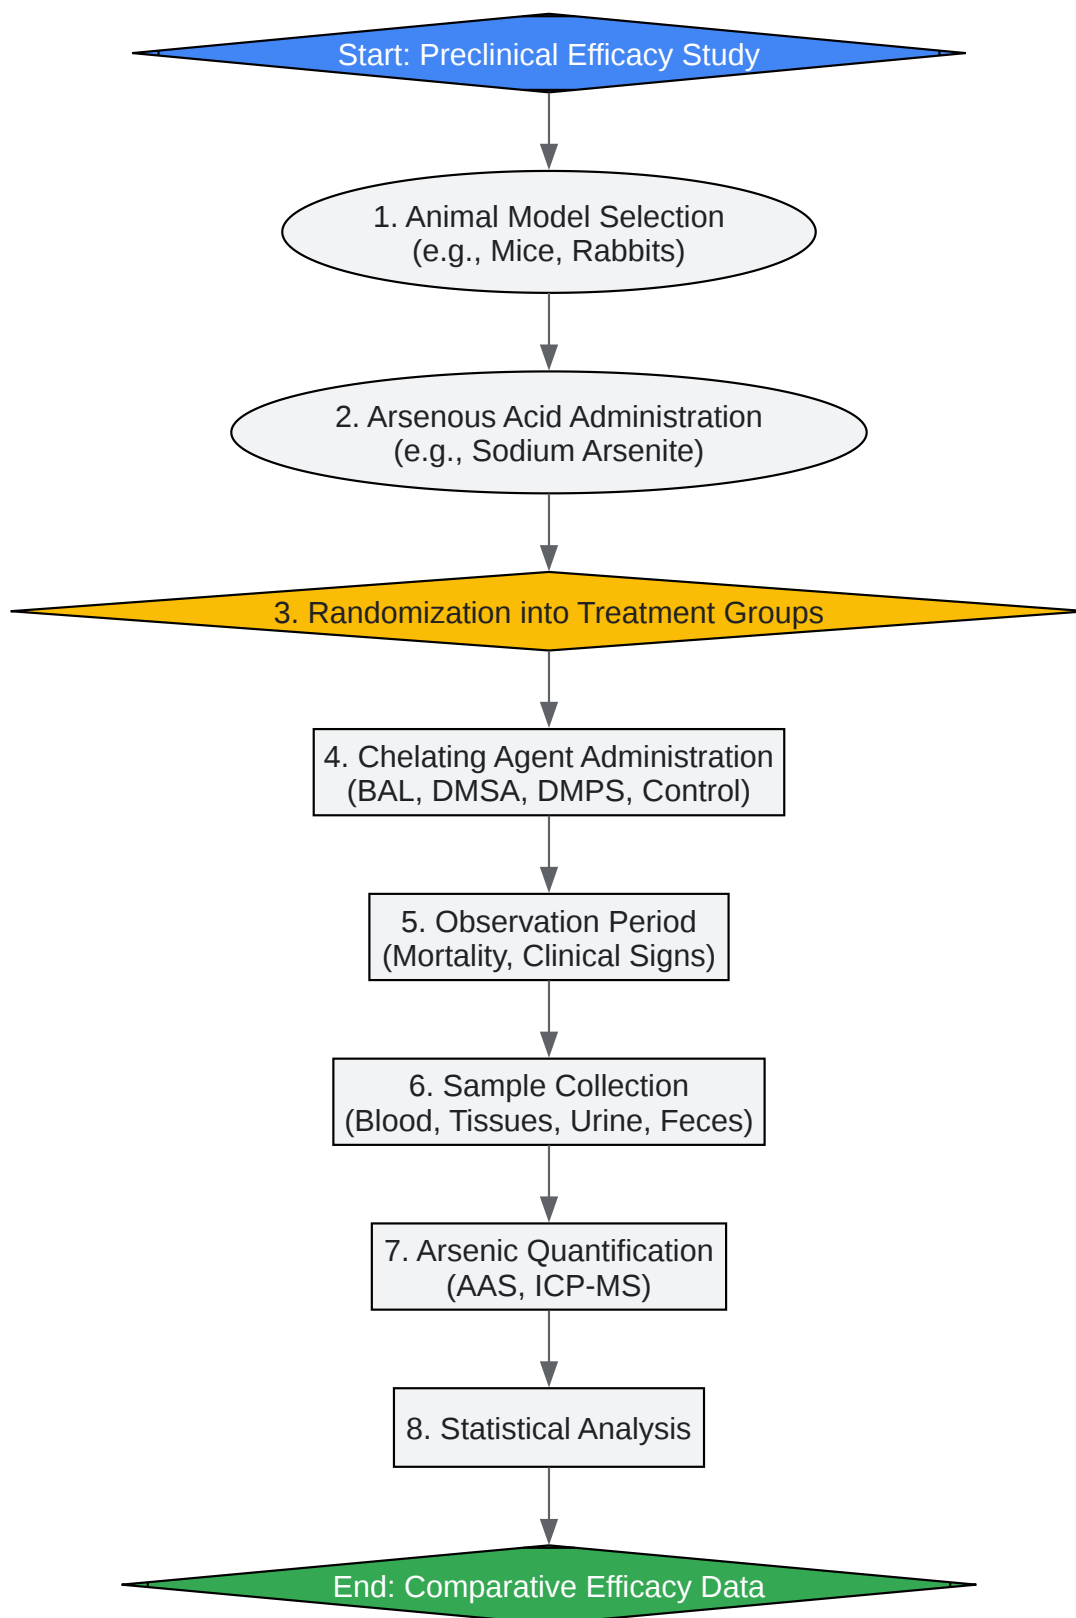 Start: Preclinical Efficacy Study
1. Animal Model Selection
(e.g., Mice, Rabbits)
2. Arsenous Acid Administration
(e.g., Sodium Arsenite)
3. Randomization into Treatment Groups
4. Chelating Agent Administration
(BAL, DMSA, DMPS, Control)
5. Observation Period
(Mortality, Clinical Signs)
6. Sample Collection
(Blood, Tissues, Urine, Feces)
7. Arsenic Quantification
(AAS, ICP-MS)
8. Statistical Analysis
End: Comparative Efficacy Data